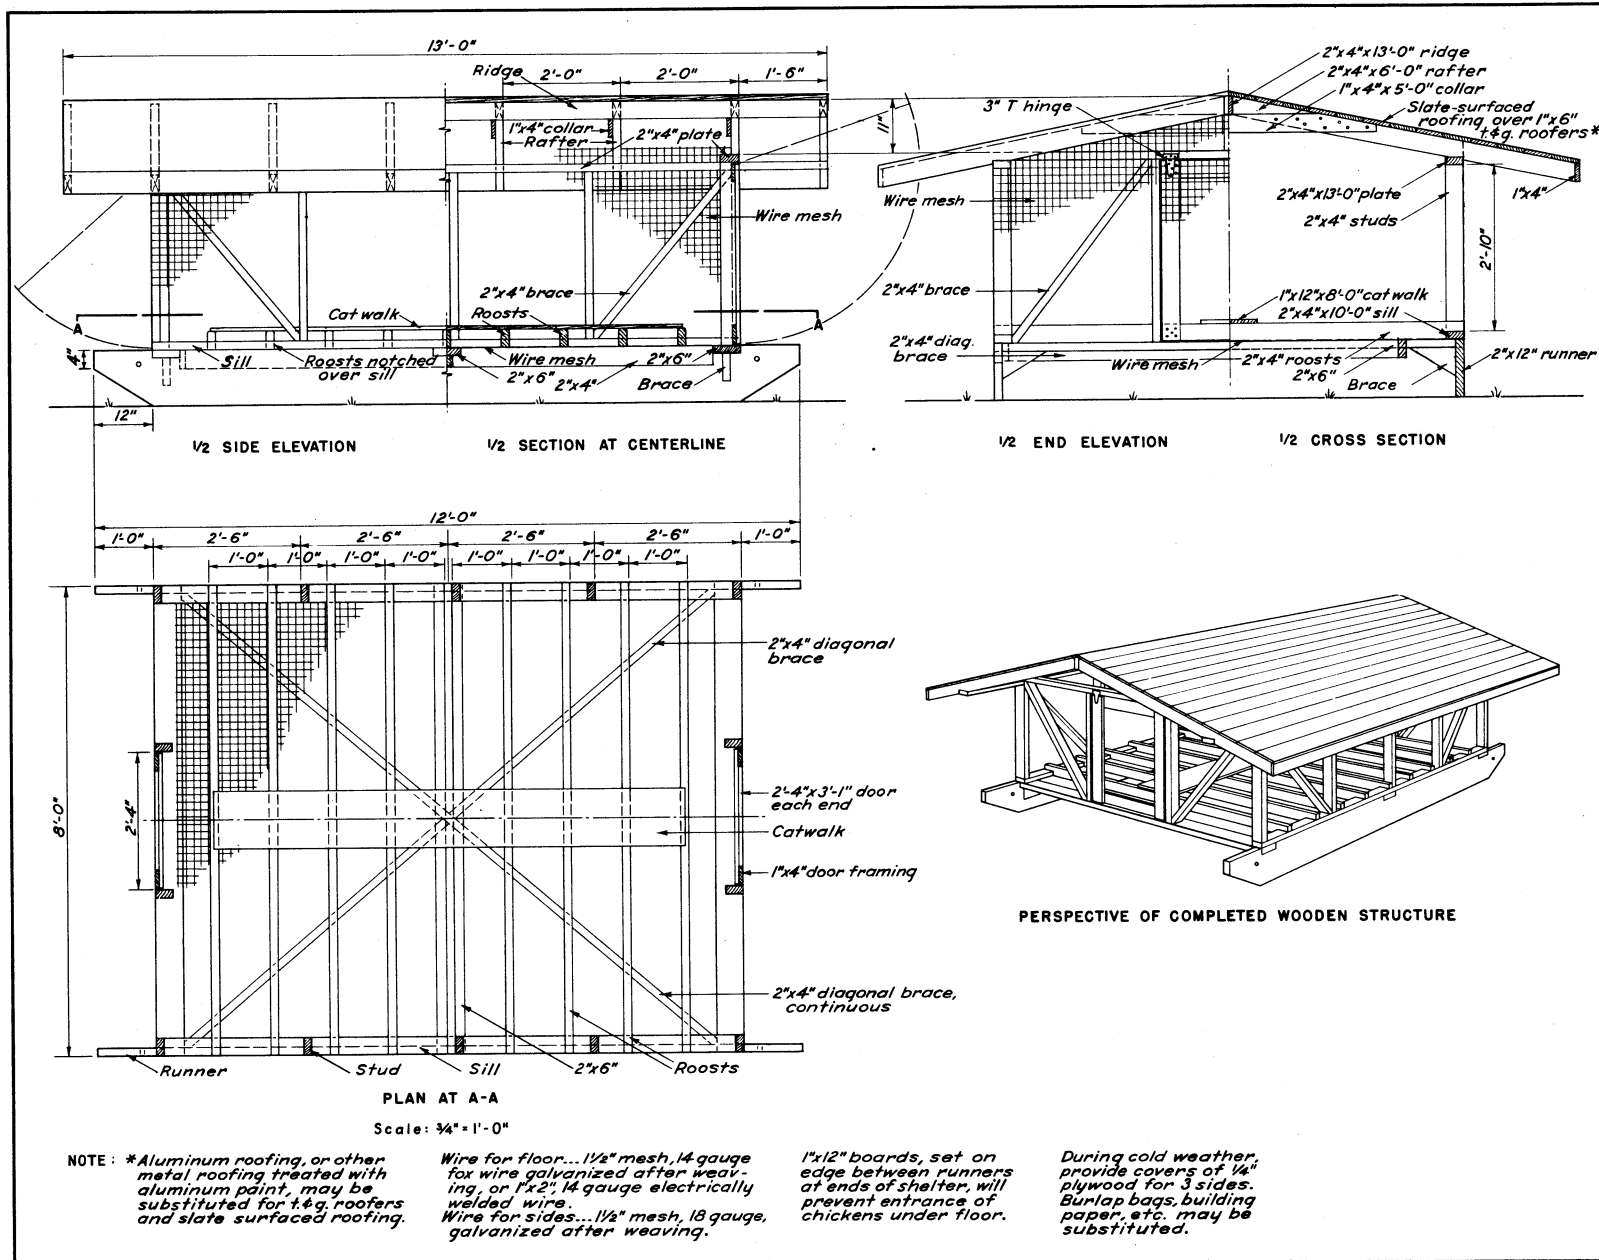 13'-0"
Ridge
2'-0"
2'-0"
1'-6"
1"x4" collar
Rafter
2"x4" plate
Wire mesh
2"x4" brace
Catwalk
Roosts
A
A
4"
Sill
Roosts notched
over sill
Wire mesh
2"x6"
2"x4"
2"x6"
Brace
12"
1/2 SIDE ELEVATION
1/2 SECTION AT CENTERLINE
11"
3" T hinge
2"x4"x13'-0" ridge
2"x4"x6'-0" rafter
1"x4"x5'-0" collar
Slate-surfaced
roofing over 1"x6"
t.&g. roofers*
Wire mesh
2"x4"x13'-0" plate
2"x4" studs
1"x4"
2'-10"
2"x4" brace
1"x12"x8'-0" catwalk
2"x4"x10'-0" sill
2"x4" diag.
brace
Wire mesh
2"x4" roosts
2"x6"
Brace
2"x12" runner
1/2 END ELEVATION
1/2 CROSS SECTION
12'-0"
1'-0"
2'-6"
2'-6"
2'-6"
2'-6"
1'-0"
1'-0"
1'-0"
1'-0"
1'-0"
1'-0"
1'-0"
1'-0"
1'-0"
8'-0"
2'-4"
2"x4" diagonal
brace
2'-4"x3'-1" door
each end
Catwalk
1"x4" door framing
2"x4" diagonal brace,
continuous
Runner
Stud
Sill
2"x6"
Roosts
PLAN AT A-A
Scale: 3/4" = 1'-0"
PERSPECTIVE OF COMPLETED WOODEN STRUCTURE
NOTE: *Aluminum roofing, or other
metal roofing treated with
aluminum paint, may be
substituted for t.&g. roofers
and slate surfaced roofing.
Wire for floor... 1½" mesh, 14 gauge
fox wire galvanized after weav-
ing, or 1"x2", 14 gauge electrically
welded wire.
Wire for sides... 1½" mesh, 18 gauge,
galvanized after weaving.
1"x12" boards, set on
edge between runners
at ends of shelter, will
prevent entrance of
chickens under floor.
During cold weather,
provide covers of ¼"
plywood for 3 sides.
Burlap bags, building
paper, etc. may be
substituted.